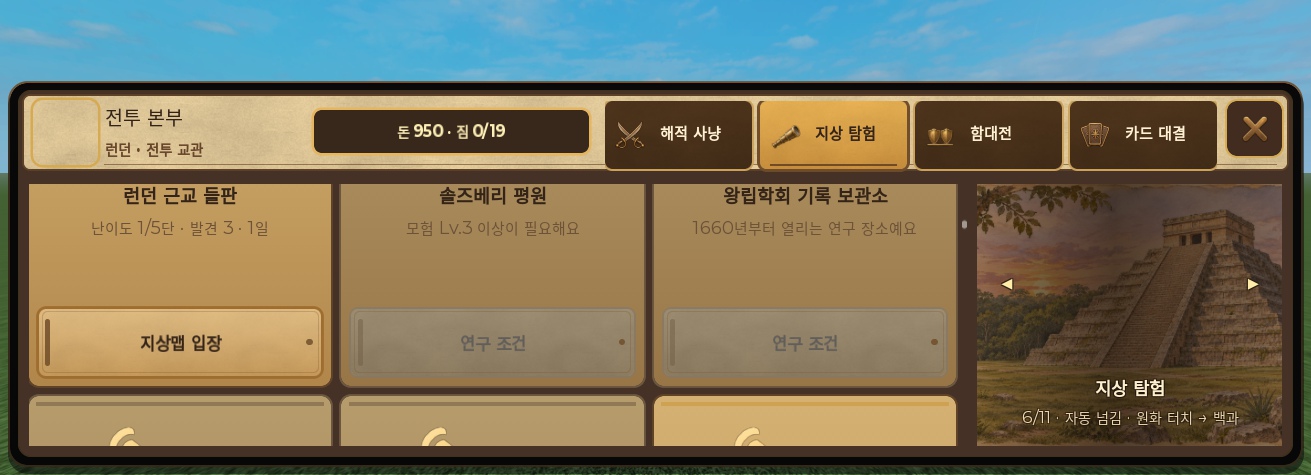 전투 본부
런던 · 전투 교관
돈 950 · 짐 0/19
해적 사냥
지상 탐험
함대전
카드 대결
런던 근교 들판
난이도 1/5단 · 발견 3 · 1일
지상맵 입장
솔즈베리 평원
모험 Lv.3 이상이 필요해요
연구 조건
왕립학회 기록 보관소
1660년부터 열리는 연구 장소예요
연구 조건
◀
▶
지상 탐험
6/11 · 자동 넘김 · 원화 터치 → 백과